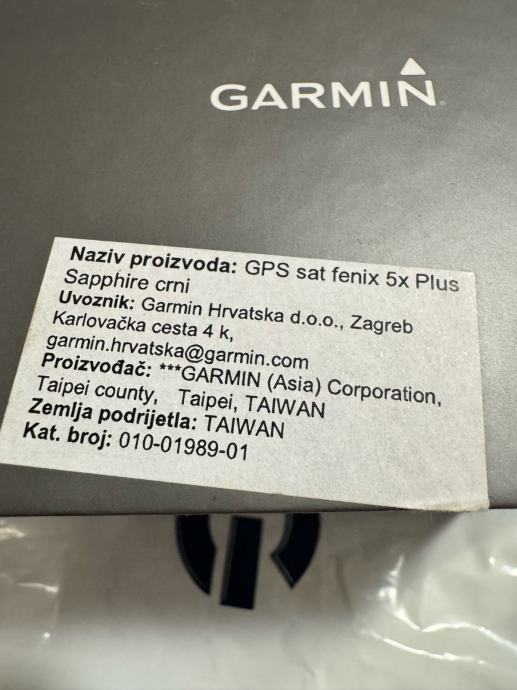 GARMIN
Naziv proizvoda: GPS sat fenix 5x Plus
Sapphire crni
Uvoznik: Garmin Hrvatska d.o.o., Zagreb
Karlovačka cesta 4 k,
garmin.hrvatska@garmin.com
Proizvođač: ***GARMIN (Asia) Corporation,
Taipei county, Taipei, TAIWAN
Zemlja podrijetla: TAIWAN
Kat. broj: 010-01989-01